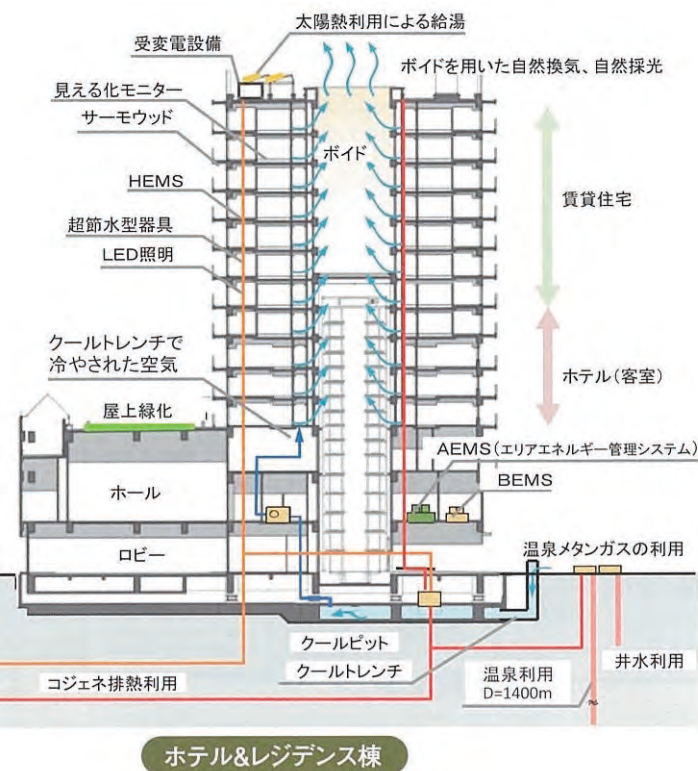 太陽熱利用による給湯
受変電設備
ボイドを用いた自然換気、自然採光
見える化モニター
サーモウッド
ボイド
HEMS
賃貸住宅
超節水型器具
LED照明
クールトレンチで
冷やされた空気
ホテル(客室)
屋上緑化
AEMS(エリアエネルギー管理システム)
ホール
BEMS
ロビー
温泉メタンガスの利用
クールピット
クールトレンチ
井水利用
コジェネ排熱利用
温泉利用
D=1400m
ホテル&レジデンス棟